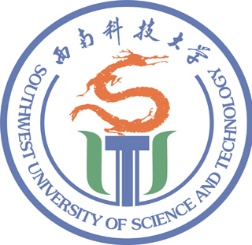 西南科技大学
SOUTHWEST UNIVERSITY OF SCIENCE AND TECHNOLOGY